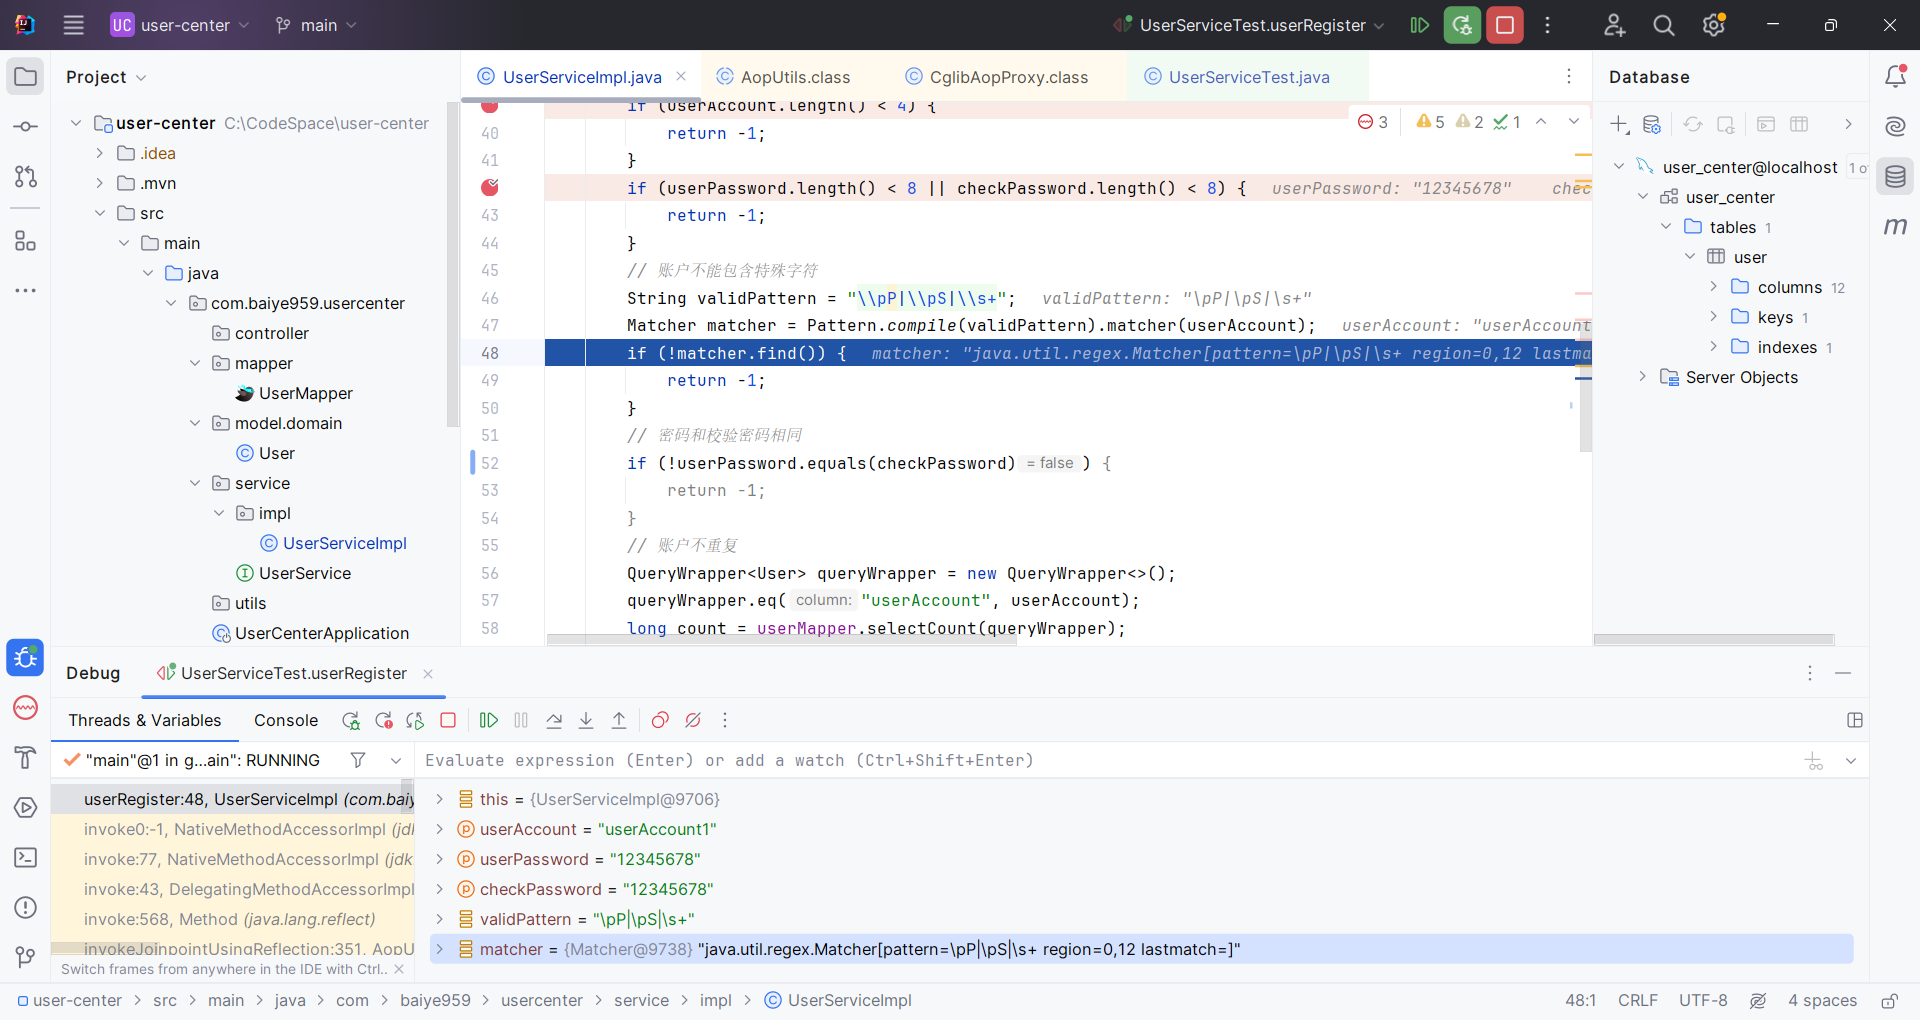 UC user-center main UserServiceTest.userRegister
Project
UserServiceImpl.java AopUtils.class CglibAopProxy.class UserServiceTest.java
Database
user-center C:\CodeSpace\user-center
.idea
.mvn
src
main
java
com.baiye959.usercenter
controller
mapper
UserMapper
model.domain
User
service
impl
UserServiceImpl
UserService
utils
UserCenterApplication
3 5 2 1
if (userAccount.length() < 4) {
40 return -1;
41 }
if (userPassword.length() < 8 || checkPassword.length() < 8) { userPassword: "12345678" chec
43 return -1;
44 }
45 // 账户不能包含特殊字符
46 String validPattern = "\\pP|\\pS|\\s+"; validPattern: "\pP|\pS|\s+"
47 Matcher matcher = Pattern.compile(validPattern).matcher(userAccount); userAccount: "userAccount
48 if (!matcher.find()) { matcher: "java.util.regex.Matcher[pattern=\pP|\pS|\s+ region=0,12 lastma
49 return -1;
50 }
51 // 密码和校验密码相同
52 if (!userPassword.equals(checkPassword) = false ) {
53 return -1;
54 }
55 // 账户不重复
56 QueryWrapper<User> queryWrapper = new QueryWrapper<>();
57 queryWrapper.eq( column: "userAccount", userAccount);
58 long count = userMapper.selectCount(queryWrapper);
user_center@localhost 1 o
user_center
tables 1
user
columns 12
keys 1
indexes 1
Server Objects
m
Debug UserServiceTest.userRegister
Threads & Variables Console
"main"@1 in g...ain": RUNNING
Evaluate expression (Enter) or add a watch (Ctrl+Shift+Enter)
userRegister:48, UserServiceImpl (com.baiy
invoke0:-1, NativeMethodAccessorImpl (jdk
invoke:77, NativeMethodAccessorImpl (jdk.
invoke:43, DelegatingMethodAccessorImpl
invoke:568, Method (java.lang.reflect)
invokeJoinpointUsingReflection:351, AopU
Switch frames from anywhere in the IDE with Ctrl..
this = {UserServiceImpl@9706}
userAccount = "userAccount1"
userPassword = "12345678"
checkPassword = "12345678"
validPattern = "\pP|\pS|\s+"
matcher = {Matcher@9738} "java.util.regex.Matcher[pattern=\pP|\pS|\s+ region=0,12 lastmatch=]"
user-center > src > main > java > com > baiye959 > usercenter > service > impl > UserServiceImpl
48:1 CRLF UTF-8 4 spaces